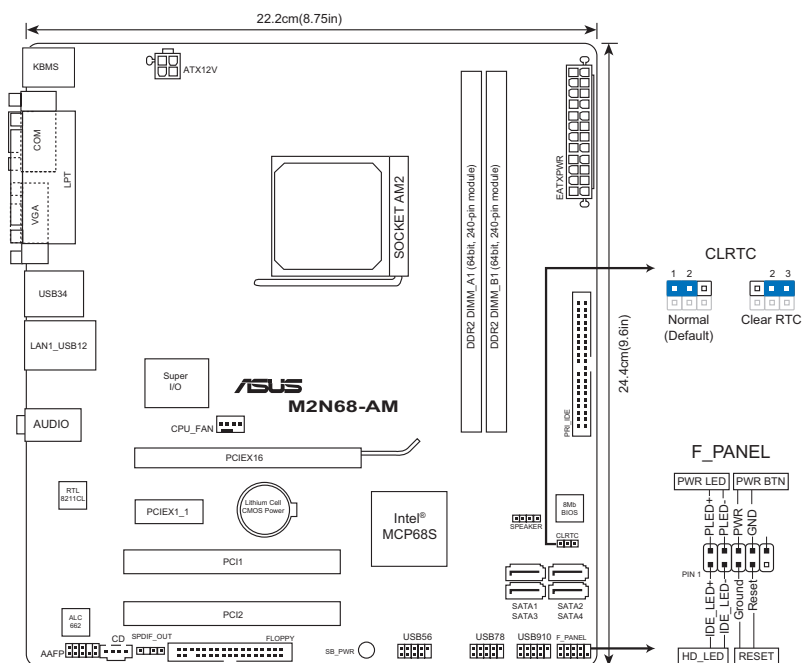 22.2cm(8.75in)
KBMS
ATX12V
COM
LPT
VGA
SOCKET AM2
DDR2 DIMM_A1 (64bit, 240-pin module)
DDR2 DIMM_B1 (64bit, 240-pin module)
EATXPWR
24.4cm(9.6in)
CLRTC
1 2
2 3
Normal
(Default)
Clear RTC
USB34
LAN1_USB12
Super
I/O
ASUS
M2N68-AM
PRI_IDE
AUDIO
CPU_FAN
PCIEX16
F_PANEL
PWR LED
PWR BTN
PLED+
PLED-
PWR
GND
PIN 1
IDE_LED+
IDE_LED-
Ground
Reset
HD_LED
RESET
RTL
8211CL
PCIEX1_1
Lithium Cell
CMOS Power
Intel®
MCP68S
8Mb
BIOS
SPEAKER
CLRTC
PCI1
SATA1
SATA2
SATA3
SATA4
PCI2
ALC
662
AAFP
CD
SPDIF_OUT
FLOPPY
SB_PWR
USB56
USB78
USB910
F_PANEL